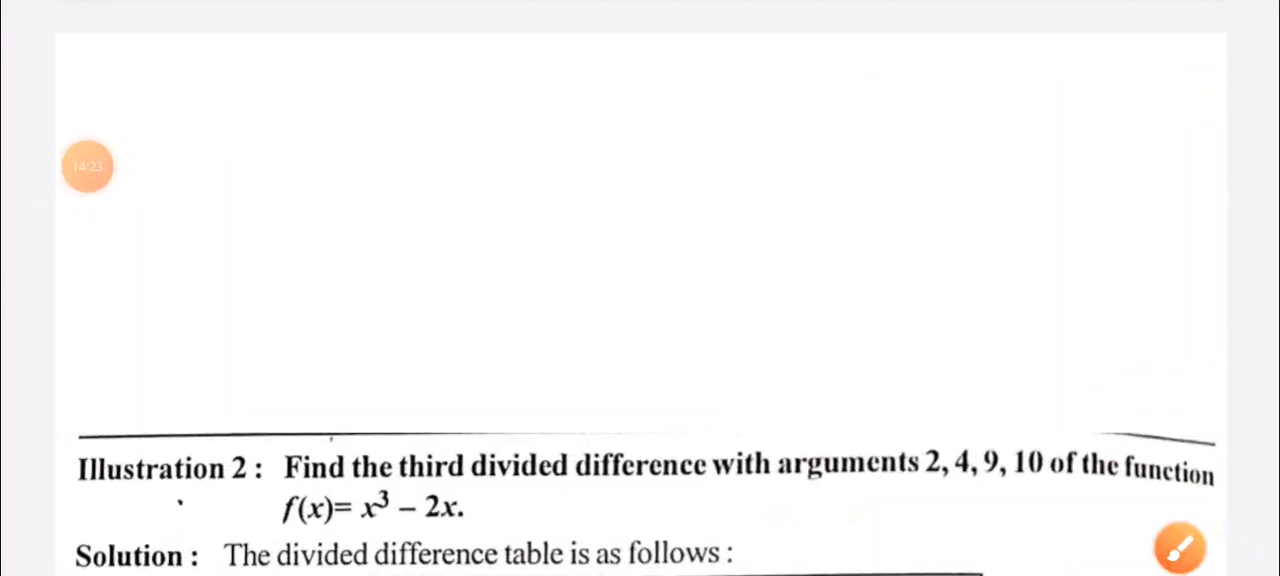 14:23
Illustration 2 : Find the third divided difference with arguments 2, 4, 9, 10 of the function
f(x)= x³ – 2x.
Solution : The divided difference table is as follows :